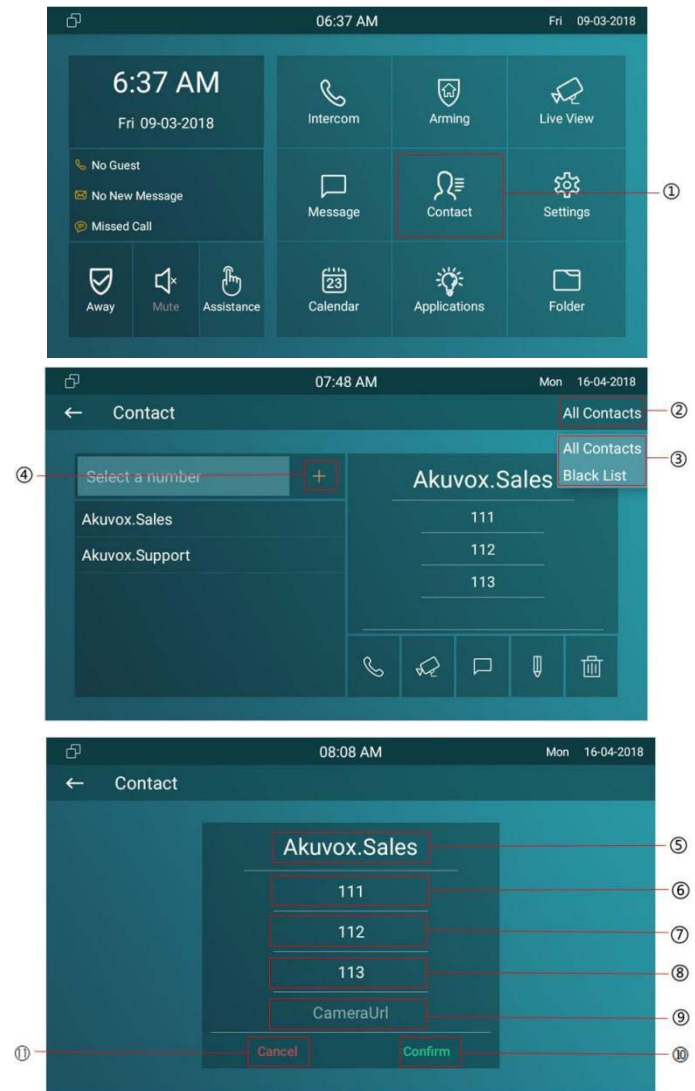 06:37 AM Fri 09-03-2018
6:37 AM
Fri 09-03-2018
No Guest
No New Message
Missed Call
Away Mute Assistance
Intercom Arming Live View
Message Contact Settings
23
Calendar Applications Folder
①
07:48 AM Mon 16-04-2018
← Contact All Contacts ②
All Contacts
Black List
③
④ Select a number +
Akuvox.Sales
Akuvox.Support
Akuvox.Sales
111
112
113
08:08 AM Mon 16-04-2018
← Contact
Akuvox.Sales ⑤
111 ⑥
112 ⑦
113 ⑧
CameraUrl ⑨
⑪ Cancel Confirm ⑩